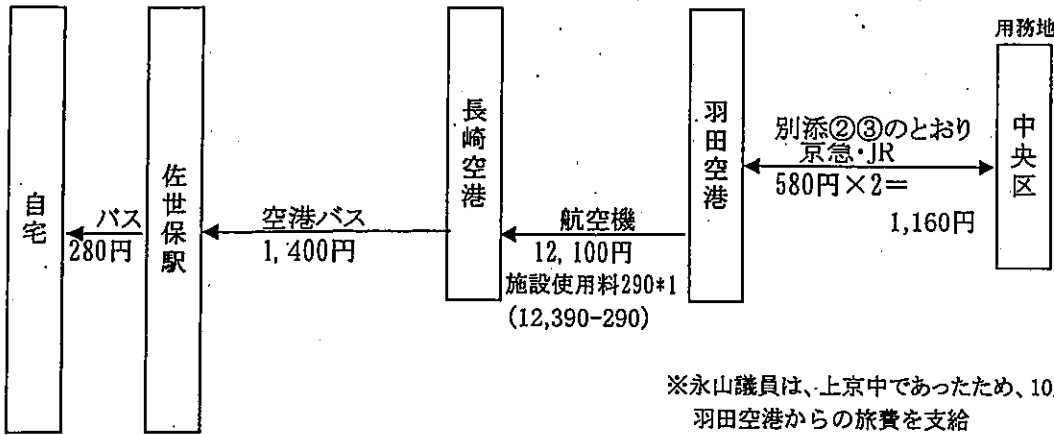 用務地
自宅
バス
280円
佐世保駅
空港バス
1,400円
長崎空港
航空機
12,100円
施設使用料290*1
(12,390-290)
羽田空港
別添②③のとおり
京急・JR
580円×2=
1,160円
中央区
※永山議員は、上京中であったため、10
羽田空港からの旅費を支給